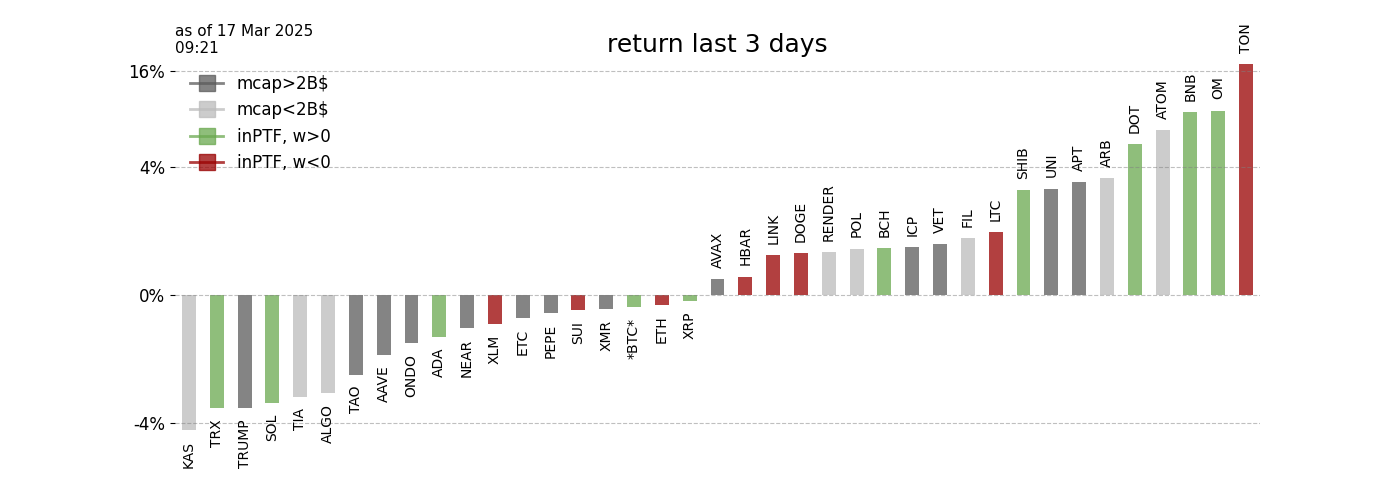 as of 17 Mar 2025
09:21
return last 3 days
16%
4%
0%
-4%
mcap>2B$
mcap<2B$
inPTF, w>0
inPTF, w<0
KAS
TRX
TRUMP
SOL
TIA
ALGO
TAO
AAVE
ONDO
ADA
NEAR
XLM
ETC
PEPE
SUI
XMR
*BTC*
ETH
XRP
AVAX
HBAR
LINK
DOGE
RENDER
POL
BCH
ICP
VET
FIL
LTC
SHIB
UNI
APT
ARB
DOT
ATOM
BNB
OM
TON